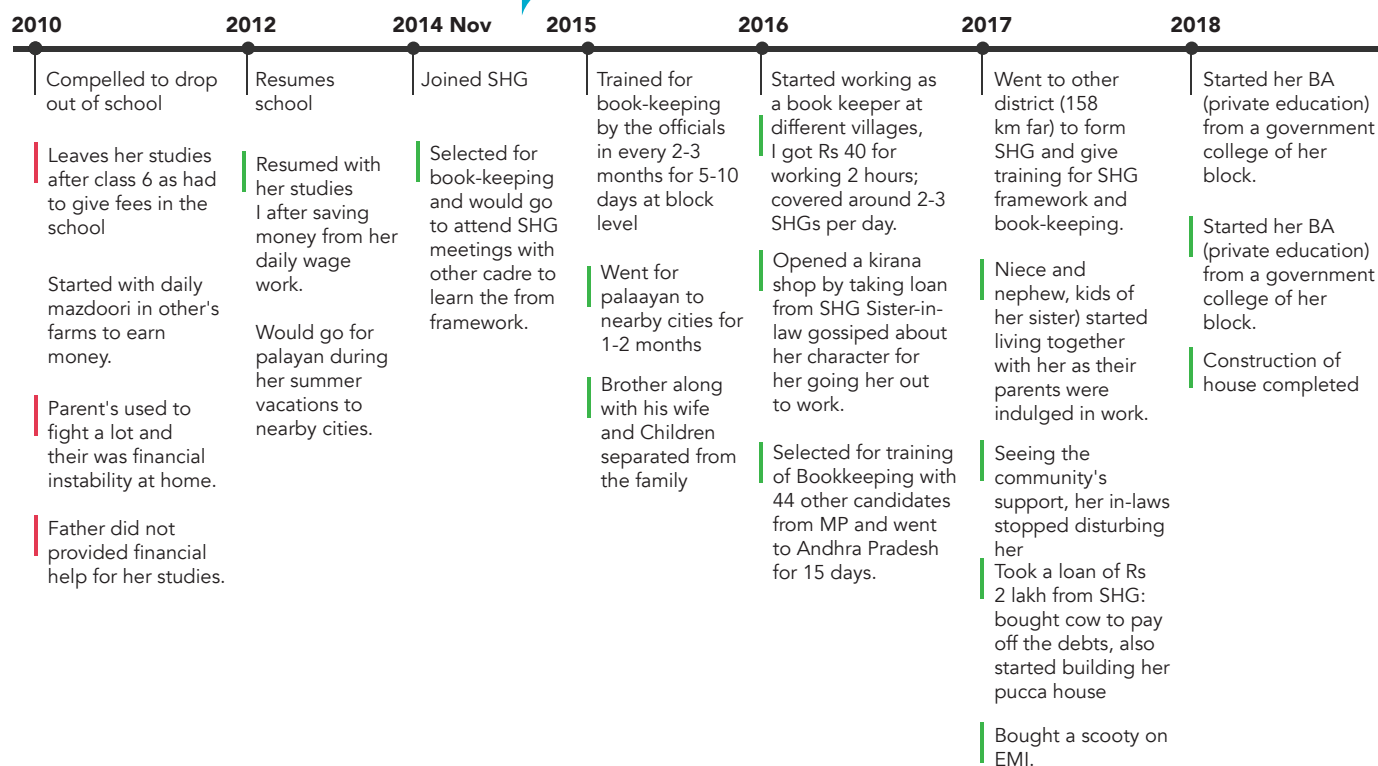 2010
Compelled to drop
out of school
Leaves her studies
after class 6 as had
to give fees in the
school
Started with daily
mazdoori in other's
farms to earn
money.
Parent's used to
fight a lot and
their was financial
instability at home.
Father did not
provided financial
help for her studies.
2012
Resumes
school
Resumed with
her studies
I after saving
money from her
daily wage
work.
Would go for
palayan during
her summer
vacations to
nearby cities.
2014 Nov
Joined SHG
Selected for
book-keeping
and would go
to attend SHG
meetings with
other cadre to
learn the from
framework.
2015
Trained for
book-keeping
by the officials
in every 2-3
months for 5-10
days at block
level
Went for
palaayan to
nearby cities for
1-2 months
Brother along
with his wife
and Children
separated from
the family
2016
Started working as
a book keeper at
different villages,
I got Rs 40 for
working 2 hours;
covered around 2-3
SHGs per day.
Opened a kirana
shop by taking loan
from SHG Sister-in-
law gossiped about
her character for
her going her out
to work.
Selected for training
of Bookkeeping with
44 other candidates
from MP and went
to Andhra Pradesh
for 15 days.
2017
Went to other
district (158
km far) to form
SHG and give
training for SHG
framework and
book-keeping.
Niece and
nephew, kids of
her sister) started
living together
with her as their
parents were
indulged in work.
Seeing the
community's
support, her in-laws
stopped disturbing
her
Took a loan of Rs
2 lakh from SHG:
bought cow to pay
off the debts, also
started building her
pucca house
Bought a scooty on
EMI.
2018
Started her BA
(private education)
from a government
college of her
block.
Started her BA
(private education)
from a government
college of her
block.
Construction of
house completed